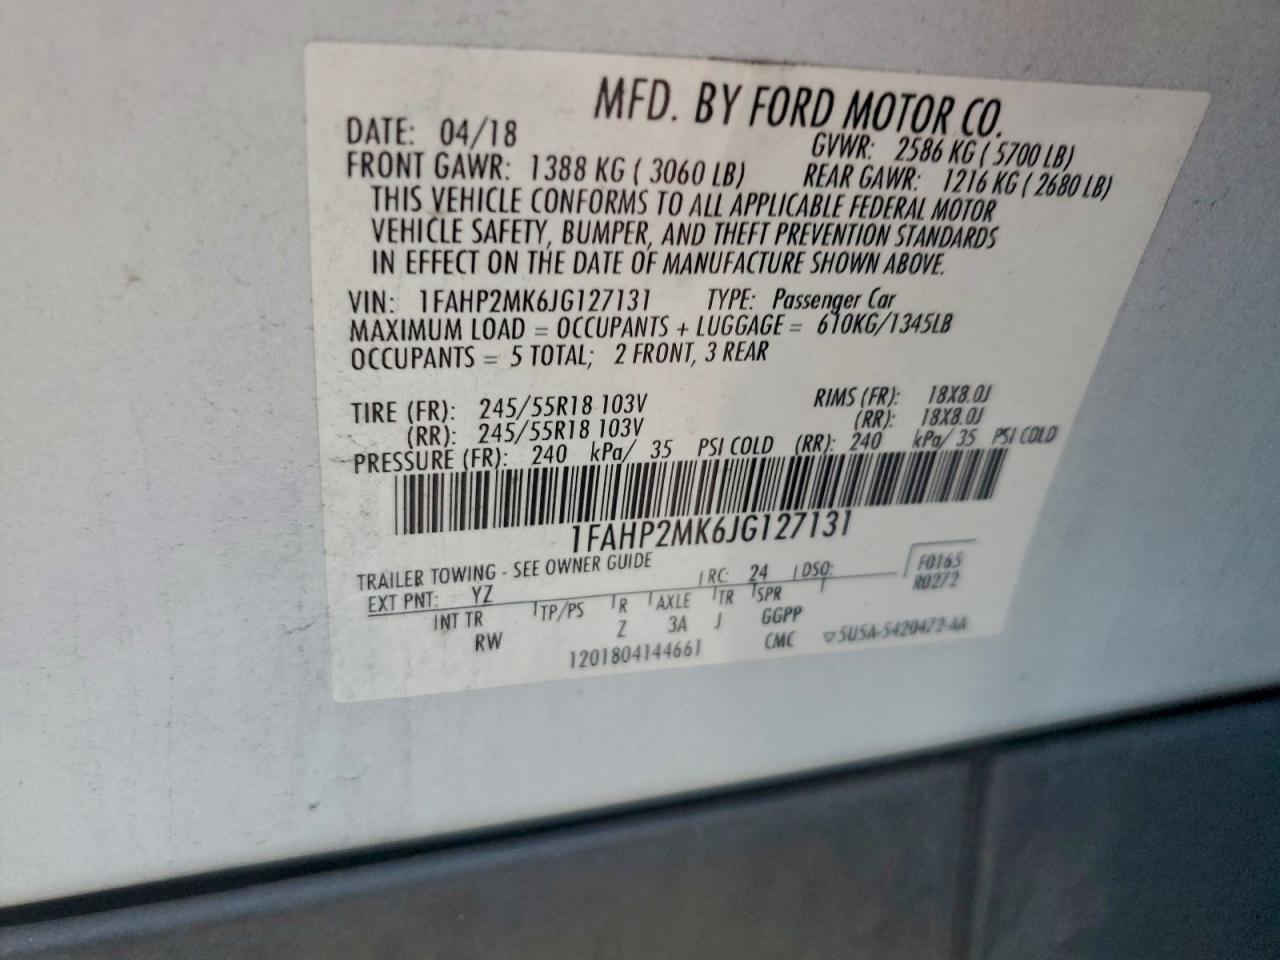 MFD. BY FORD MOTOR CO.
DATE: 04/18 GVWR: 2586 KG ( 5700 LB)
FRONT GAWR: 1388 KG ( 3060 LB) REAR GAWR: 1216 KG ( 2680 LB)
THIS VEHICLE CONFORMS TO ALL APPLICABLE FEDERAL MOTOR
VEHICLE SAFETY, BUMPER, AND THEFT PREVENTION STANDARDS
IN EFFECT ON THE DATE OF MANUFACTURE SHOWN ABOVE.
VIN: 1FAHP2MK6JG127131 TYPE: Passenger Car
MAXIMUM LOAD = OCCUPANTS + LUGGAGE = 610KG/1345LB
OCCUPANTS = 5 TOTAL; 2 FRONT, 3 REAR
TIRE (FR): 245/55R18 103V RIMS (FR): 18X8.0J
(RR): 245/55R18 103V (RR): 18X8.0J
PRESSURE (FR): 240 kPa/ 35 PSI COLD (RR): 240 kPa/ 35 PSI COLD
1FAHP2MK6JG127131
TRAILER TOWING - SEE OWNER GUIDE
EXT PNT: YZ RC: 24 DSO: F0165
R0272
INT TR TP/PS R AXLE TR SPR
RW Z 3A J GGPP
1201804144661 CMC 5U5A-5420472-AA